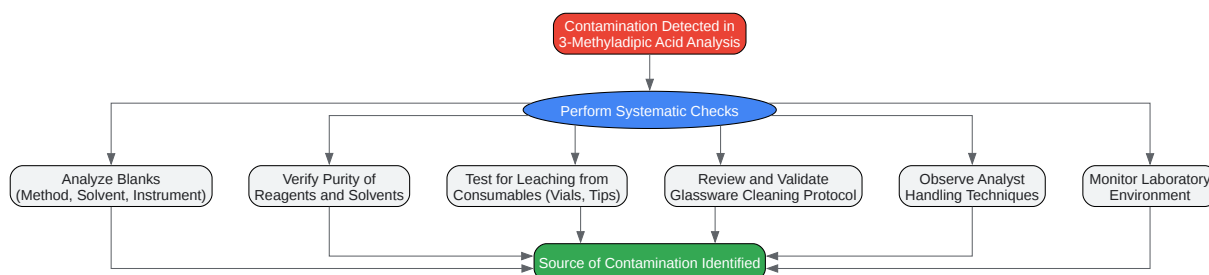 Contamination Detected in
3-Methyladipic Acid Analysis
Perform Systematic Checks
Analyze Blanks
(Method, Solvent, Instrument)
Verify Purity of
Reagents and Solvents
Test for Leaching from
Consumables (Vials, Tips)
Review and Validate
Glassware Cleaning Protocol
Observe Analyst
Handling Techniques
Monitor Laboratory
Environment
Source of Contamination Identified